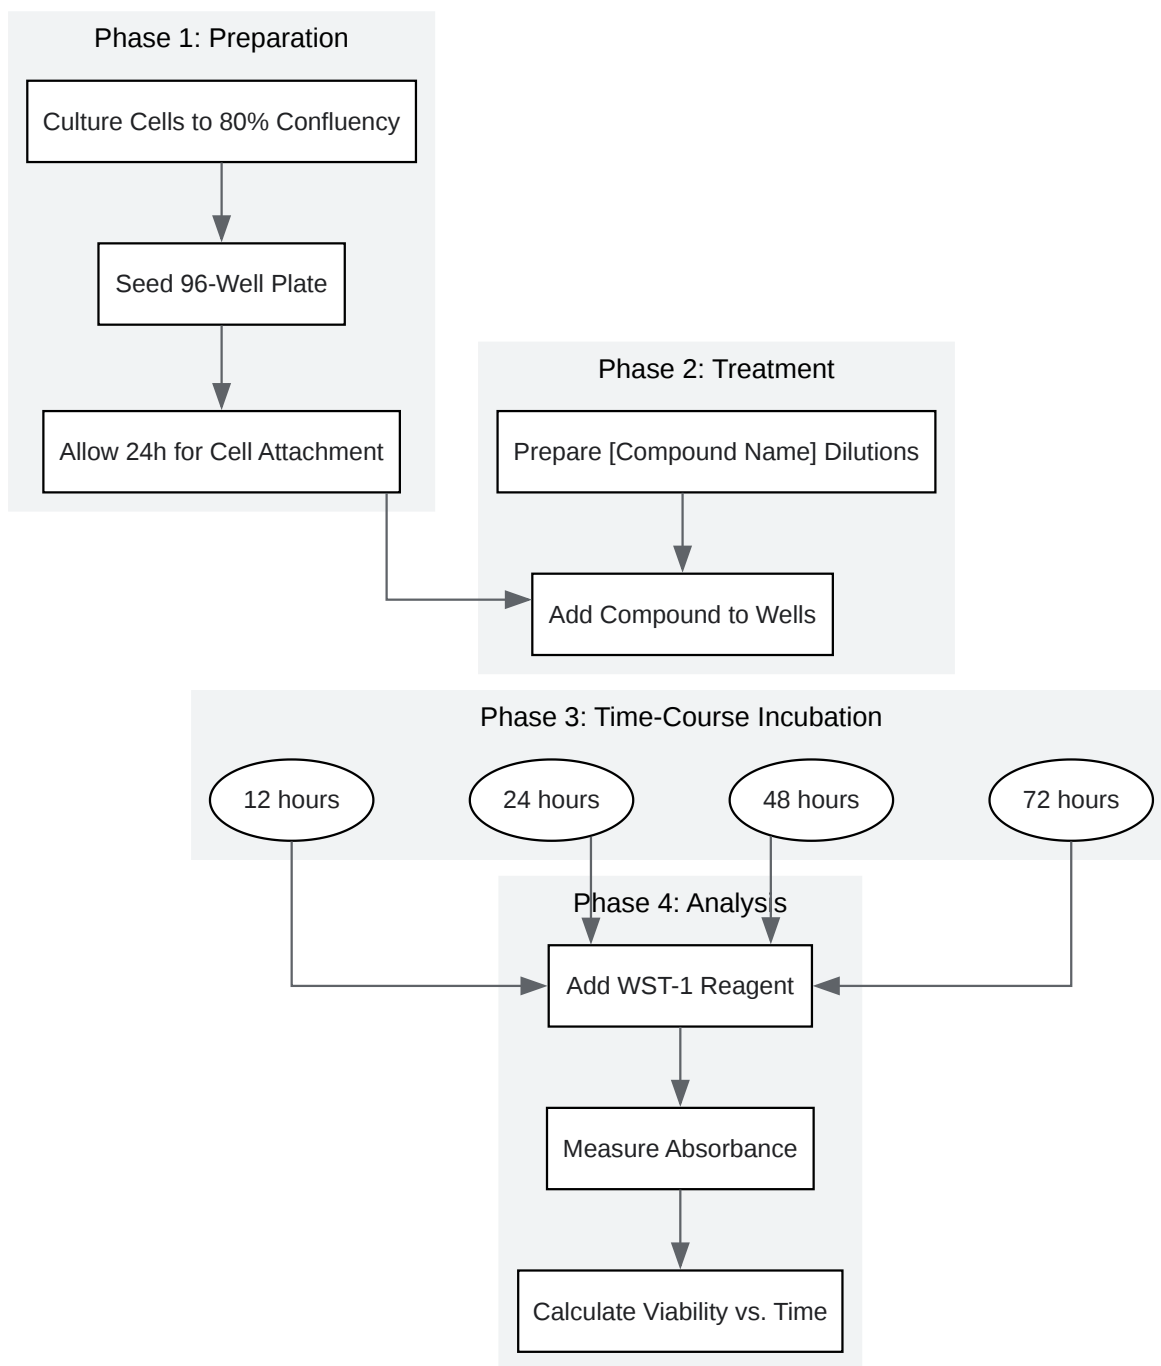 Phase 1: Preparation
Culture Cells to 80% Confluency
Seed 96-Well Plate
Allow 24h for Cell Attachment
Phase 2: Treatment
Prepare [Compound Name] Dilutions
Add Compound to Wells
Phase 3: Time-Course Incubation
12 hours
24 hours
48 hours
72 hours
Phase 4: Analysis
Add WST-1 Reagent
Measure Absorbance
Calculate Viability vs. Time